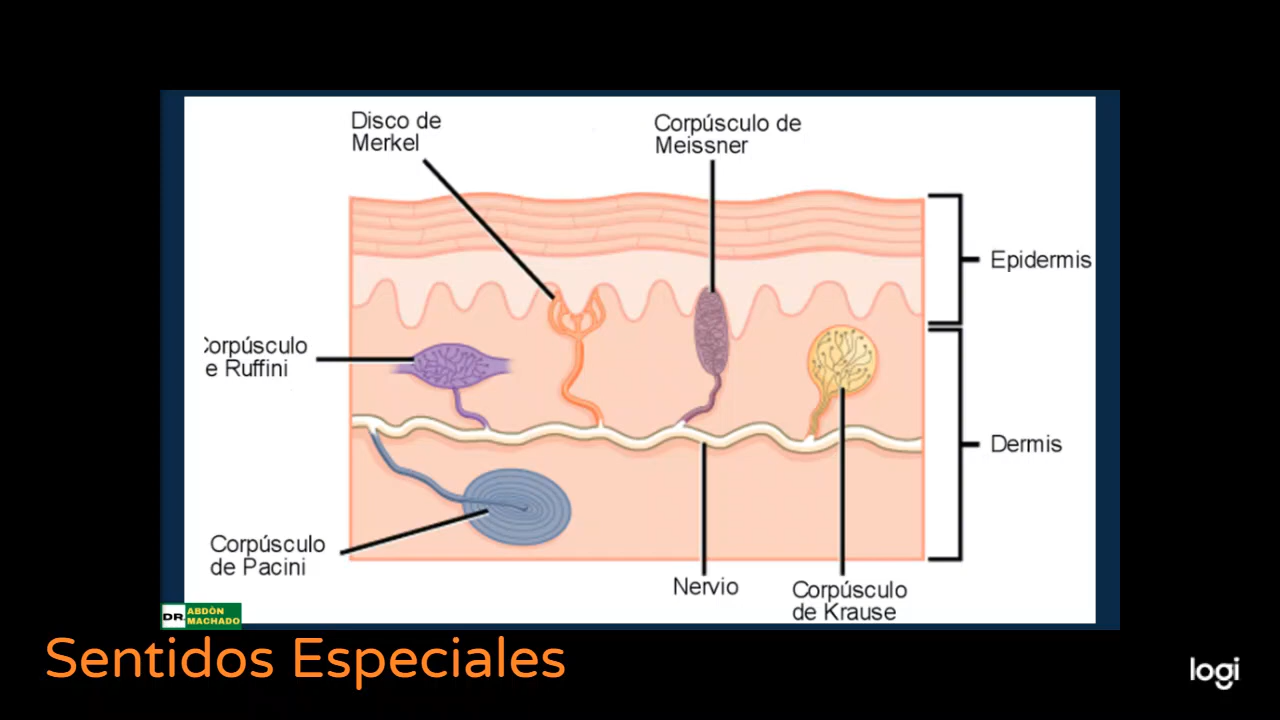 Disco de
Merkel
Corpúsculo de
Meissner
Epidermis
Corpúsculo
e Ruffini
Dermis
Corpúsculo
de Pacini
Nervio
Corpúsculo
de Krause
DR. ABDÒN
MACHADO
Sentidos Especiales
logi